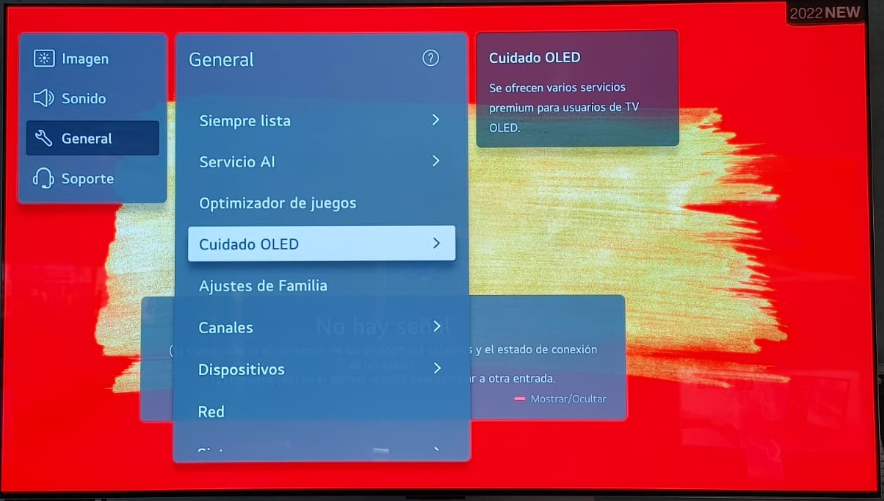 2022 NEW
Imagen
Sonido
General
Soporte
General
?
Siempre lista
Servicio AI
Optimizador de juegos
Cuidado OLED
Ajustes de Familia
Canales
Dispositivos
Red
Cuidado OLED
Se ofrecen varios servicios
premium para usuarios de TV
OLED.
No hay señal
y el estado de conexión
a otra entrada.
Mostrar/Ocultar